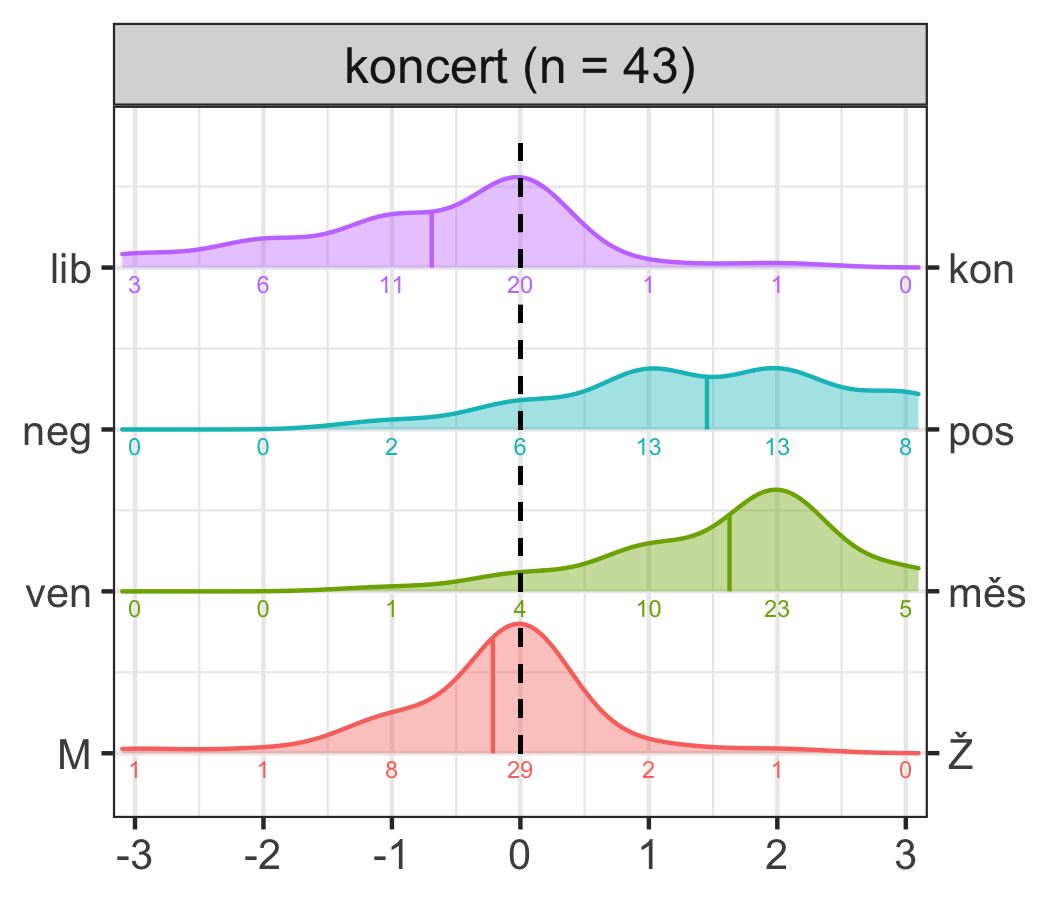 koncert (n = 43)
lib kon
3 6 11 20 1 1 0
neg pos
0 0 2 6 13 13 8
ven měs
0 0 1 4 10 23 5
M Ž
1 1 8 29 2 1 0
-3 -2 -1 0 1 2 3